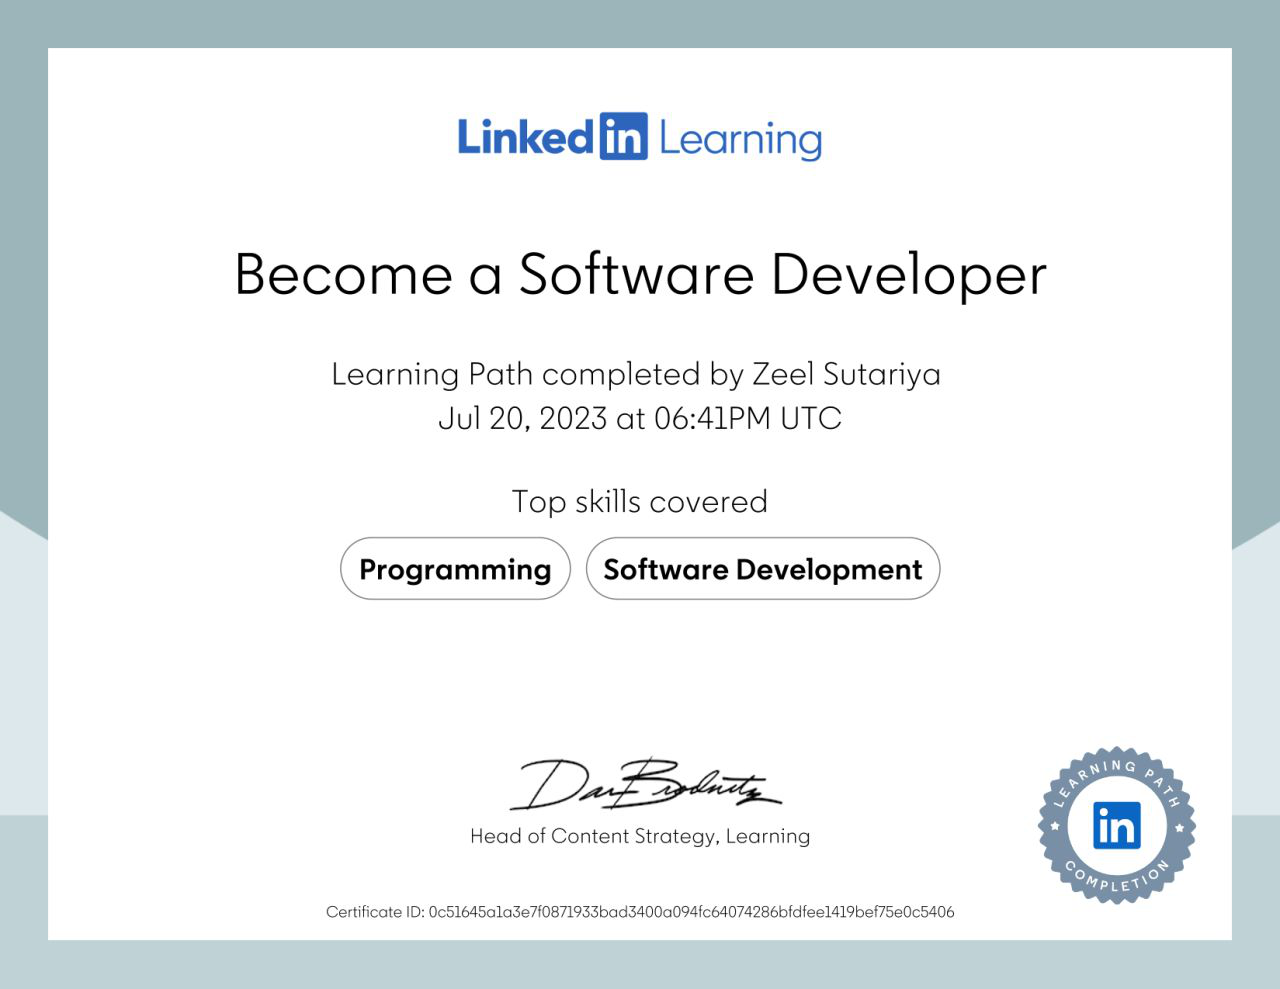 Linked in Learning
Become a Software Developer
Learning Path completed by Zeel Sutariya
Jul 20, 2023 at 06:41PM UTC
Top skills covered
Programming Software Development
Dan Brodnitz
Head of Content Strategy, Learning
LEARNING PATH
in
COMPLETION
Certificate ID: 0c51645a1a3e7f0871933bad3400a094fc64074286bfdfee1419bef75e0c5406